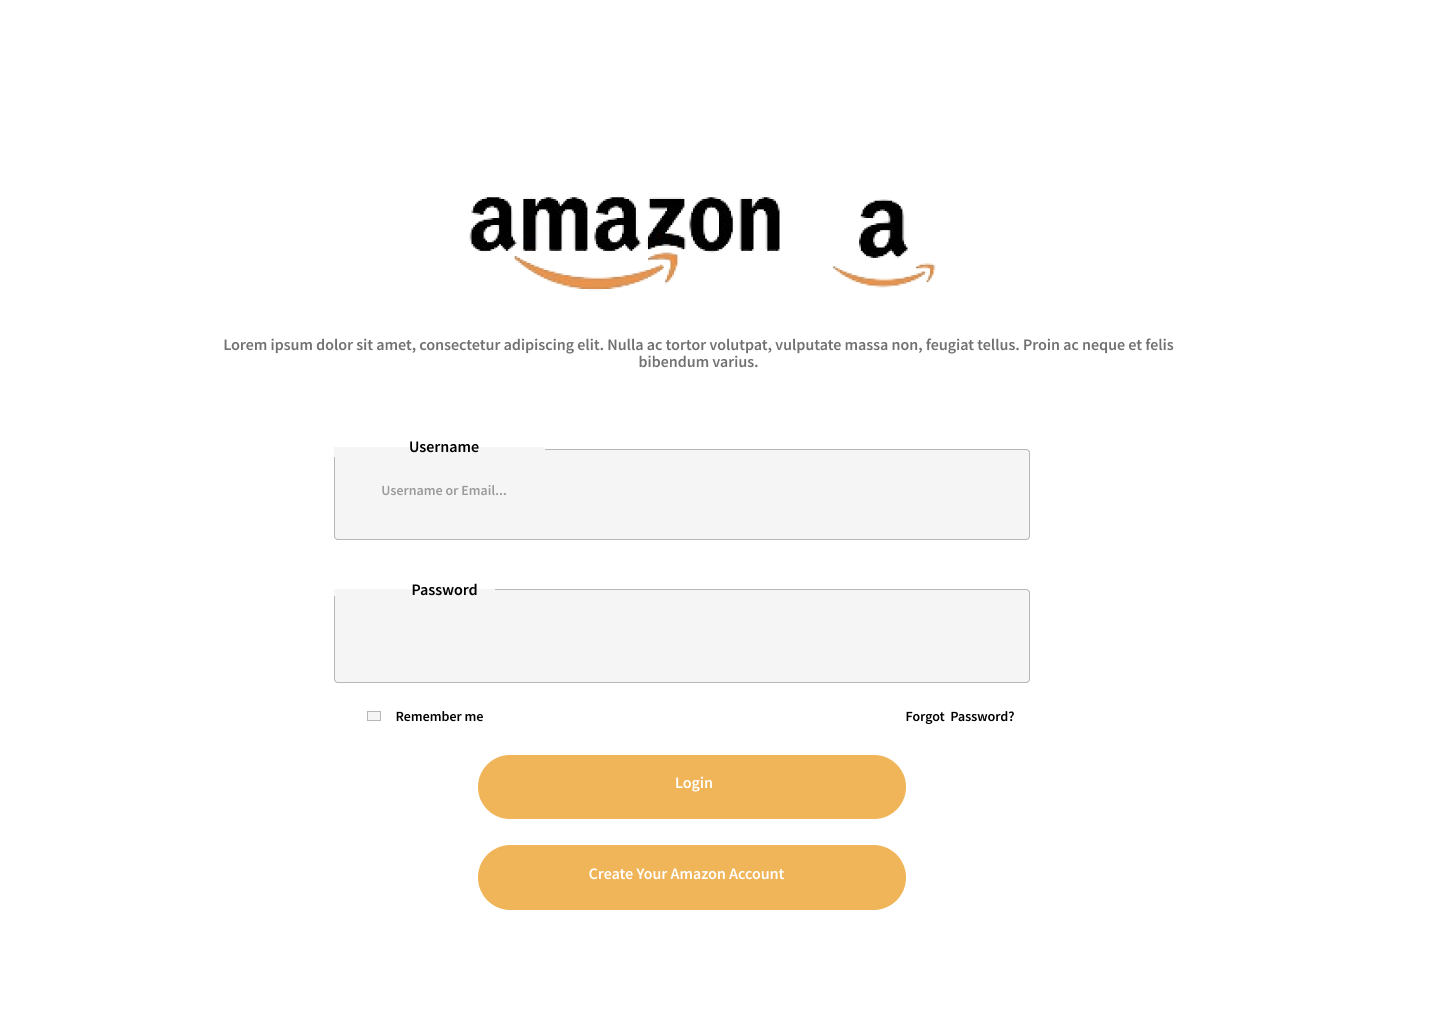 amazon a
Lorem ipsum dolor sit amet, consectetur adipiscing elit. Nulla ac tortor volutpat, vulputate massa non, feugiat tellus. Proin ac neque et felis
bibendum varius.
Username
Username or Email...
Password
Remember me Forgot Password?
Login
Create Your Amazon Account